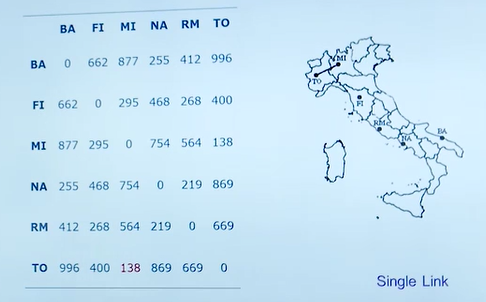 BA FI MI NA RM TO
BA 0 662 877 255 412 996
FI 662 0 295 468 268 400
MI 877 295 0 754 564 138
NA 255 468 754 0 219 869
RM 412 268 564 219 0 669
TO 996 400 138 869 669 0
MI
TO
FI
RM
BA
NA
Single Link